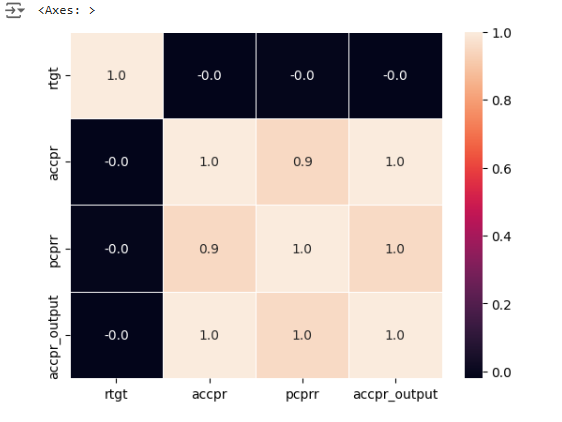 <Axes: >
rtgt 1.0 -0.0 -0.0 -0.0 1.0
accpr -0.0 1.0 0.9 1.0 0.8
pcprr -0.0 0.9 1.0 1.0 0.6
accpr_output -0.0 1.0 1.0 1.0 0.4
0.2
0.0
rtgt accpr pcprr accpr_output